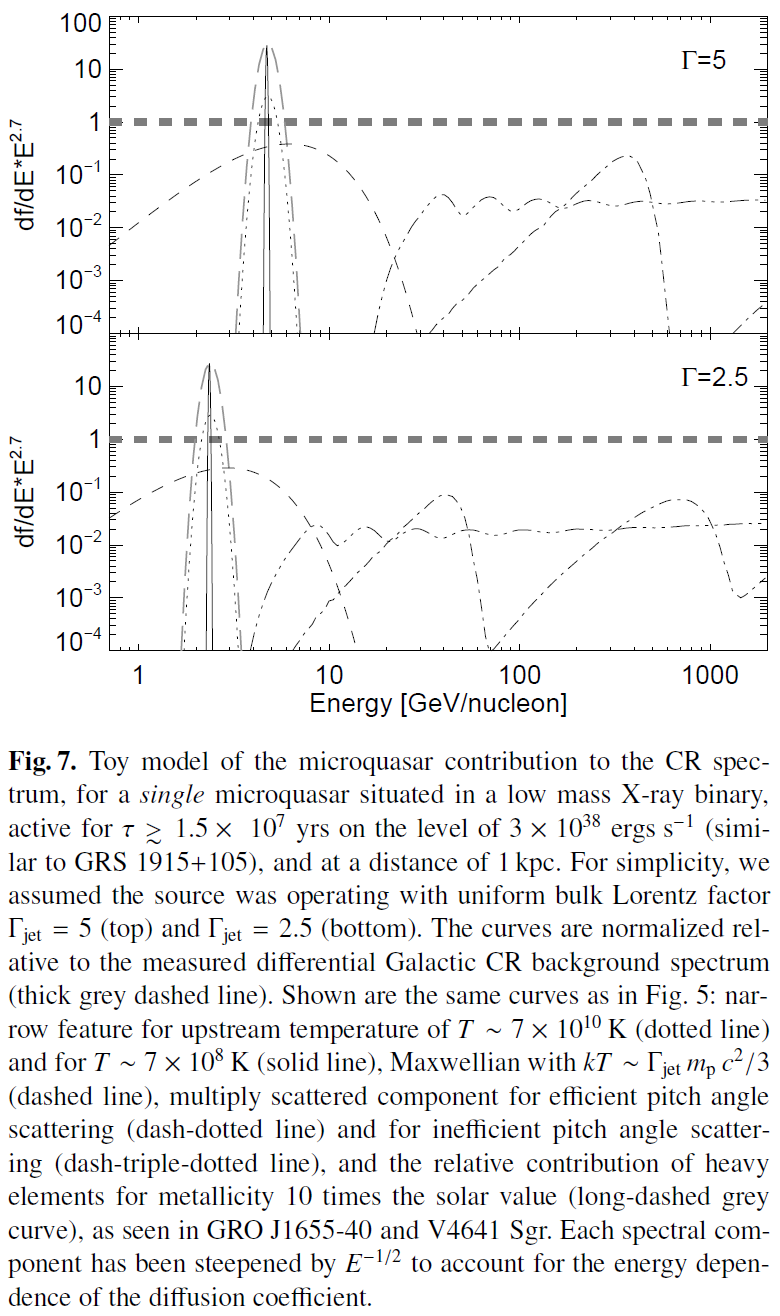 100
10
1
10⁻¹
10⁻²
10⁻³
10⁻⁴
df/dE*E^2.7
Γ=5
10
1
10⁻¹
10⁻²
10⁻³
10⁻⁴
df/dE*E^2.7
Γ=2.5
1 10 100 1000
Energy [GeV/nucleon]
Fig. 7. Toy model of the microquasar contribution to the CR spec-
trum, for a single microquasar situated in a low mass X-ray binary,
active for τ ≳ 1.5 × 10⁷ yrs on the level of 3 × 10³⁸ ergs s⁻¹ (simi-
lar to GRS 1915+105), and at a distance of 1 kpc. For simplicity, we
assumed the source was operating with uniform bulk Lorentz factor
Γjet = 5 (top) and Γjet = 2.5 (bottom). The curves are normalized rel-
ative to the measured differential Galactic CR background spectrum
(thick grey dashed line). Shown are the same curves as in Fig. 5: nar-
row feature for upstream temperature of T ∼ 7 × 10¹⁰ K (dotted line)
and for T ∼ 7 × 10⁸ K (solid line), Maxwellian with kT ∼ Γjet mp c²/3
(dashed line), multiply scattered component for efficient pitch angle
scattering (dash-dotted line) and for inefficient pitch angle scatter-
ing (dash-triple-dotted line), and the relative contribution of heavy
elements for metallicity 10 times the solar value (long-dashed grey
curve), as seen in GRO J1655-40 and V4641 Sgr. Each spectral com-
ponent has been steepened by E⁻¹/² to account for the energy depen-
dence of the diffusion coefficient.